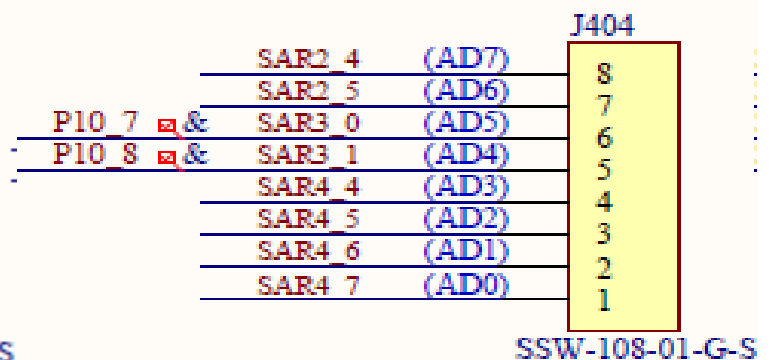 J404
SAR2_4 (AD7) 8
SAR2_5 (AD6) 7
P10_7 & SAR3_0 (AD5) 6
P10_8 & SAR3_1 (AD4) 5
SAR4_4 (AD3) 4
SAR4_5 (AD2) 3
SAR4_6 (AD1) 2
SAR4_7 (AD0) 1
SSW-108-01-G-S
s